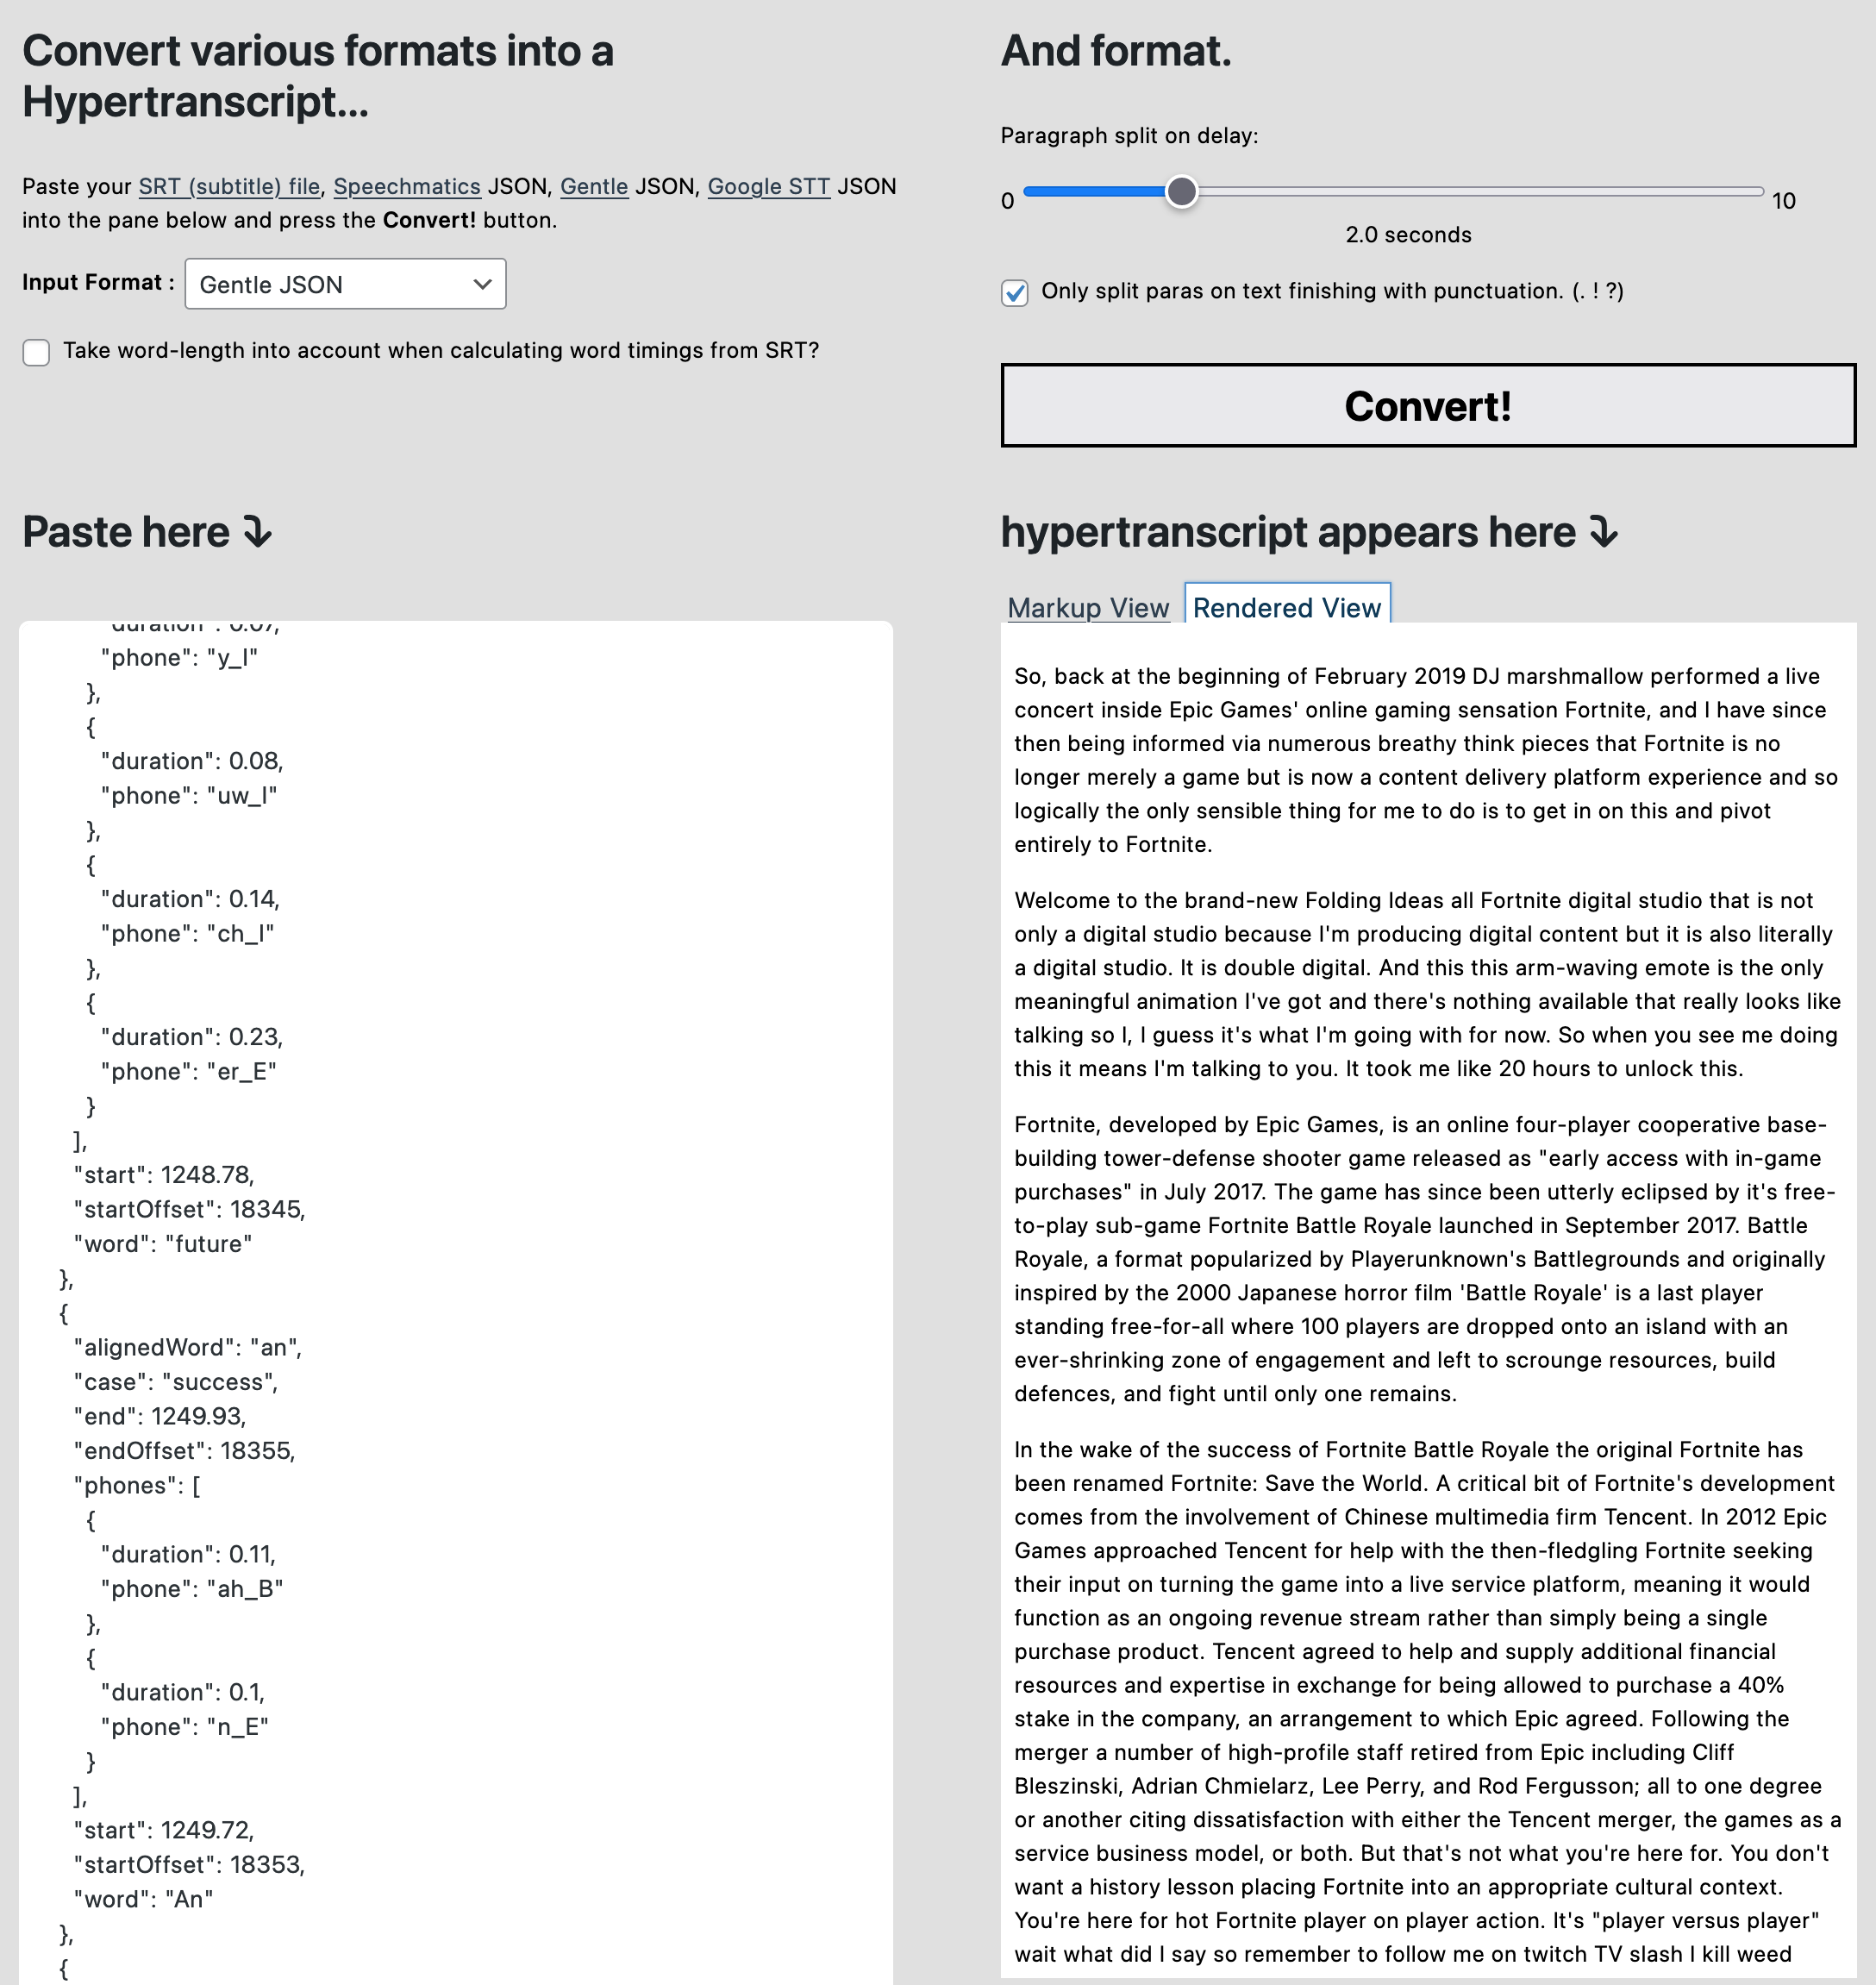 Convert various formats into a
Hypertranscript...
Paste your SRT (subtitle) file, Speechmatics JSON, Gentle JSON, Google STT JSON
into the pane below and press the Convert! button.
Input Format :
Gentle JSON
Take word-length into account when calculating word timings from SRT?
And format.
Paragraph split on delay:
0
10
2.0 seconds
Only split paras on text finishing with punctuation. (. ! ?)
Convert!
Paste here ⤵
"duration": 0.07,
"phone": "y_I"
},
{
"duration": 0.08,
"phone": "uw_I"
},
{
"duration": 0.14,
"phone": "ch_I"
},
{
"duration": 0.23,
"phone": "er_E"
}
],
"start": 1248.78,
"startOffset": 18345,
"word": "future"
},
{
"alignedWord": "an",
"case": "success",
"end": 1249.93,
"endOffset": 18355,
"phones": [
{
"duration": 0.11,
"phone": "ah_B"
},
{
"duration": 0.1,
"phone": "n_E"
}
],
"start": 1249.72,
"startOffset": 18353,
"word": "An"
},
{
hypertranscript appears here ⤵
Markup View Rendered View
So, back at the beginning of February 2019 DJ marshmallow performed a live
concert inside Epic Games' online gaming sensation Fortnite, and I have since
then being informed via numerous breathy think pieces that Fortnite is no
longer merely a game but is now a content delivery platform experience and so
logically the only sensible thing for me to do is to get in on this and pivot
entirely to Fortnite.
Welcome to the brand-new Folding Ideas all Fortnite digital studio that is not
only a digital studio because I'm producing digital content but it is also literally
a digital studio. It is double digital. And this this arm-waving emote is the only
meaningful animation I've got and there's nothing available that really looks like
talking so I, I guess it's what I'm going with for now. So when you see me doing
this it means I'm talking to you. It took me like 20 hours to unlock this.
Fortnite, developed by Epic Games, is an online four-player cooperative base-
building tower-defense shooter game released as "early access with in-game
purchases" in July 2017. The game has since been utterly eclipsed by it's free-
to-play sub-game Fortnite Battle Royale launched in September 2017. Battle
Royale, a format popularized by Playerunknown's Battlegrounds and originally
inspired by the 2000 Japanese horror film 'Battle Royale' is a last player
standing free-for-all where 100 players are dropped onto an island with an
ever-shrinking zone of engagement and left to scrounge resources, build
defences, and fight until only one remains.
In the wake of the success of Fortnite Battle Royale the original Fortnite has
been renamed Fortnite: Save the World. A critical bit of Fortnite's development
comes from the involvement of Chinese multimedia firm Tencent. In 2012 Epic
Games approached Tencent for help with the then-fledgling Fortnite seeking
their input on turning the game into a live service platform, meaning it would
function as an ongoing revenue stream rather than simply being a single
purchase product. Tencent agreed to help and supply additional financial
resources and expertise in exchange for being allowed to purchase a 40%
stake in the company, an arrangement to which Epic agreed. Following the
merger a number of high-profile staff retired from Epic including Cliff
Bleszinski, Adrian Chmielarz, Lee Perry, and Rod Fergusson; all to one degree
or another citing dissatisfaction with either the Tencent merger, the games as a
service business model, or both. But that's not what you're here for. You don't
want a history lesson placing Fortnite into an appropriate cultural context.
You're here for hot Fortnite player on player action. It's "player versus player"
wait what did I say so remember to follow me on twitch TV slash I kill weed